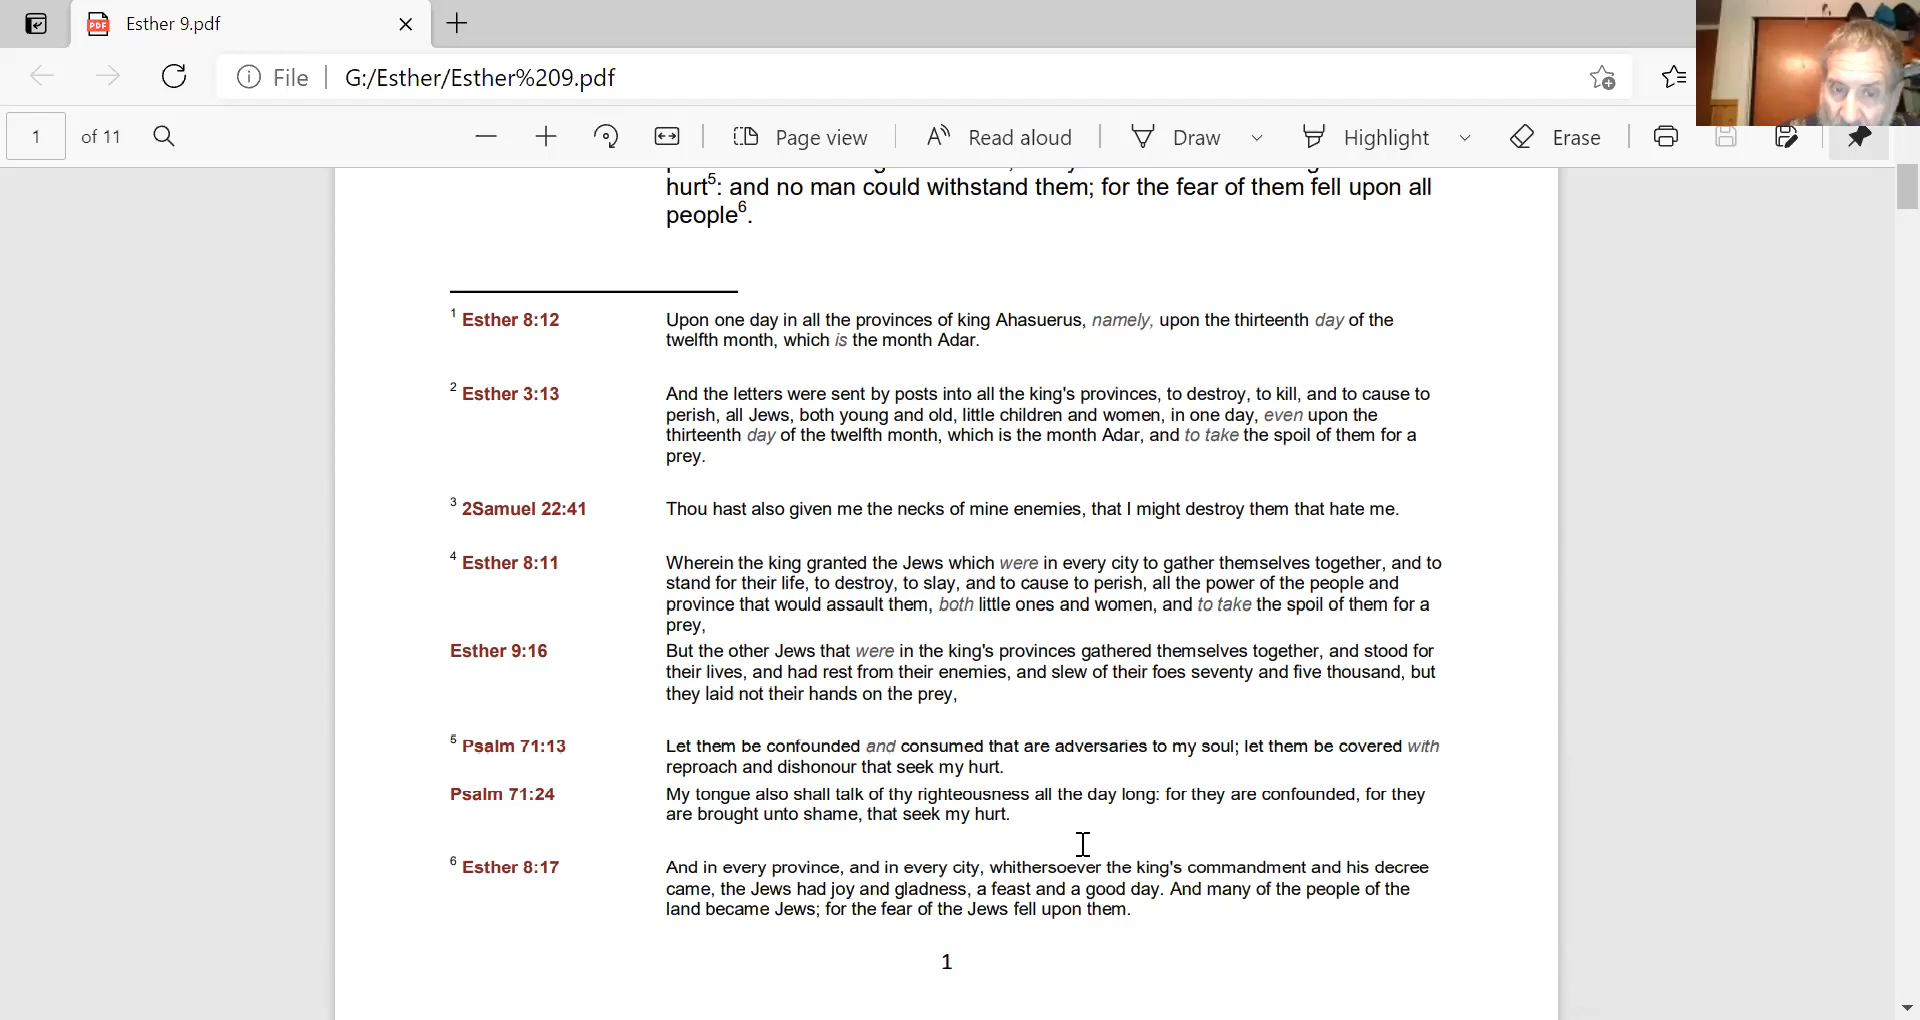 Esther 9.pdf
File | G:/Esther/Esther%209.pdf
1 of 11 Page view Read aloud Draw Highlight Erase
hurt5: and no man could withstand them; for the fear of them fell upon all
people6.
1 Esther 8:12 Upon one day in all the provinces of king Ahasuerus, namely, upon the thirteenth day of the
twelfth month, which is the month Adar.
2 Esther 3:13 And the letters were sent by posts into all the king's provinces, to destroy, to kill, and to cause to
perish, all Jews, both young and old, little children and women, in one day, even upon the
thirteenth day of the twelfth month, which is the month Adar, and to take the spoil of them for a
prey.
3 2Samuel 22:41 Thou hast also given me the necks of mine enemies, that I might destroy them that hate me.
4 Esther 8:11 Wherein the king granted the Jews which were in every city to gather themselves together, and to
stand for their life, to destroy, to slay, and to cause to perish, all the power of the people and
province that would assault them, both little ones and women, and to take the spoil of them for a
prey,
Esther 9:16 But the other Jews that were in the king's provinces gathered themselves together, and stood for
their lives, and had rest from their enemies, and slew of their foes seventy and five thousand, but
they laid not their hands on the prey,
5 Psalm 71:13 Let them be confounded and consumed that are adversaries to my soul; let them be covered with
reproach and dishonour that seek my hurt.
Psalm 71:24 My tongue also shall talk of thy righteousness all the day long: for they are confounded, for they
are brought unto shame, that seek my hurt.
6 Esther 8:17 And in every province, and in every city, whithersoever the king's commandment and his decree
came, the Jews had joy and gladness, a feast and a good day. And many of the people of the
land became Jews; for the fear of the Jews fell upon them.
1